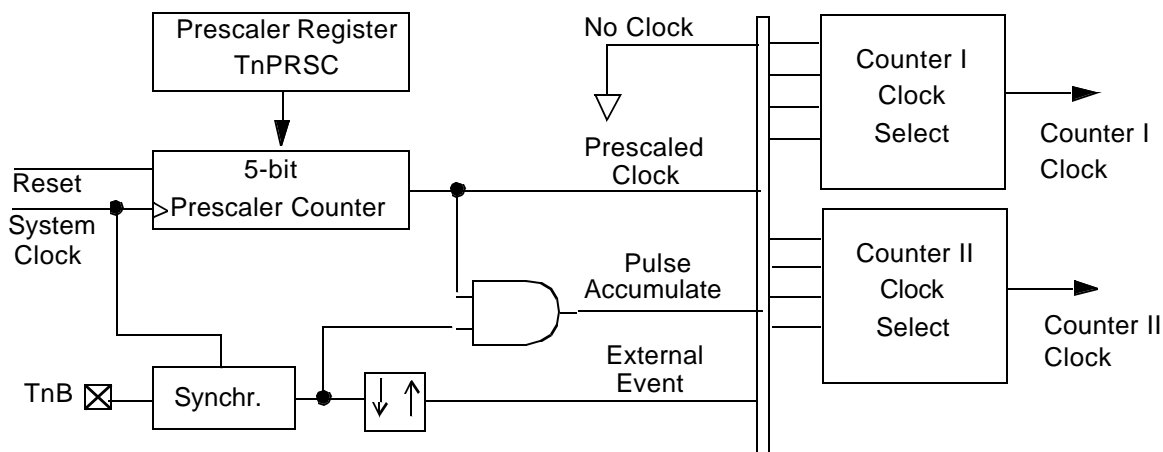 Prescaler Register
TnPRSC
No Clock
Counter I
Clock
Select
Counter I
Clock
Reset
System
Clock
5-bit
Prescaler Counter
Prescaled
Clock
Counter II
Clock
Select
Counter II
Clock
Pulse
Accumulate
External
Event
TnB
Synchr.